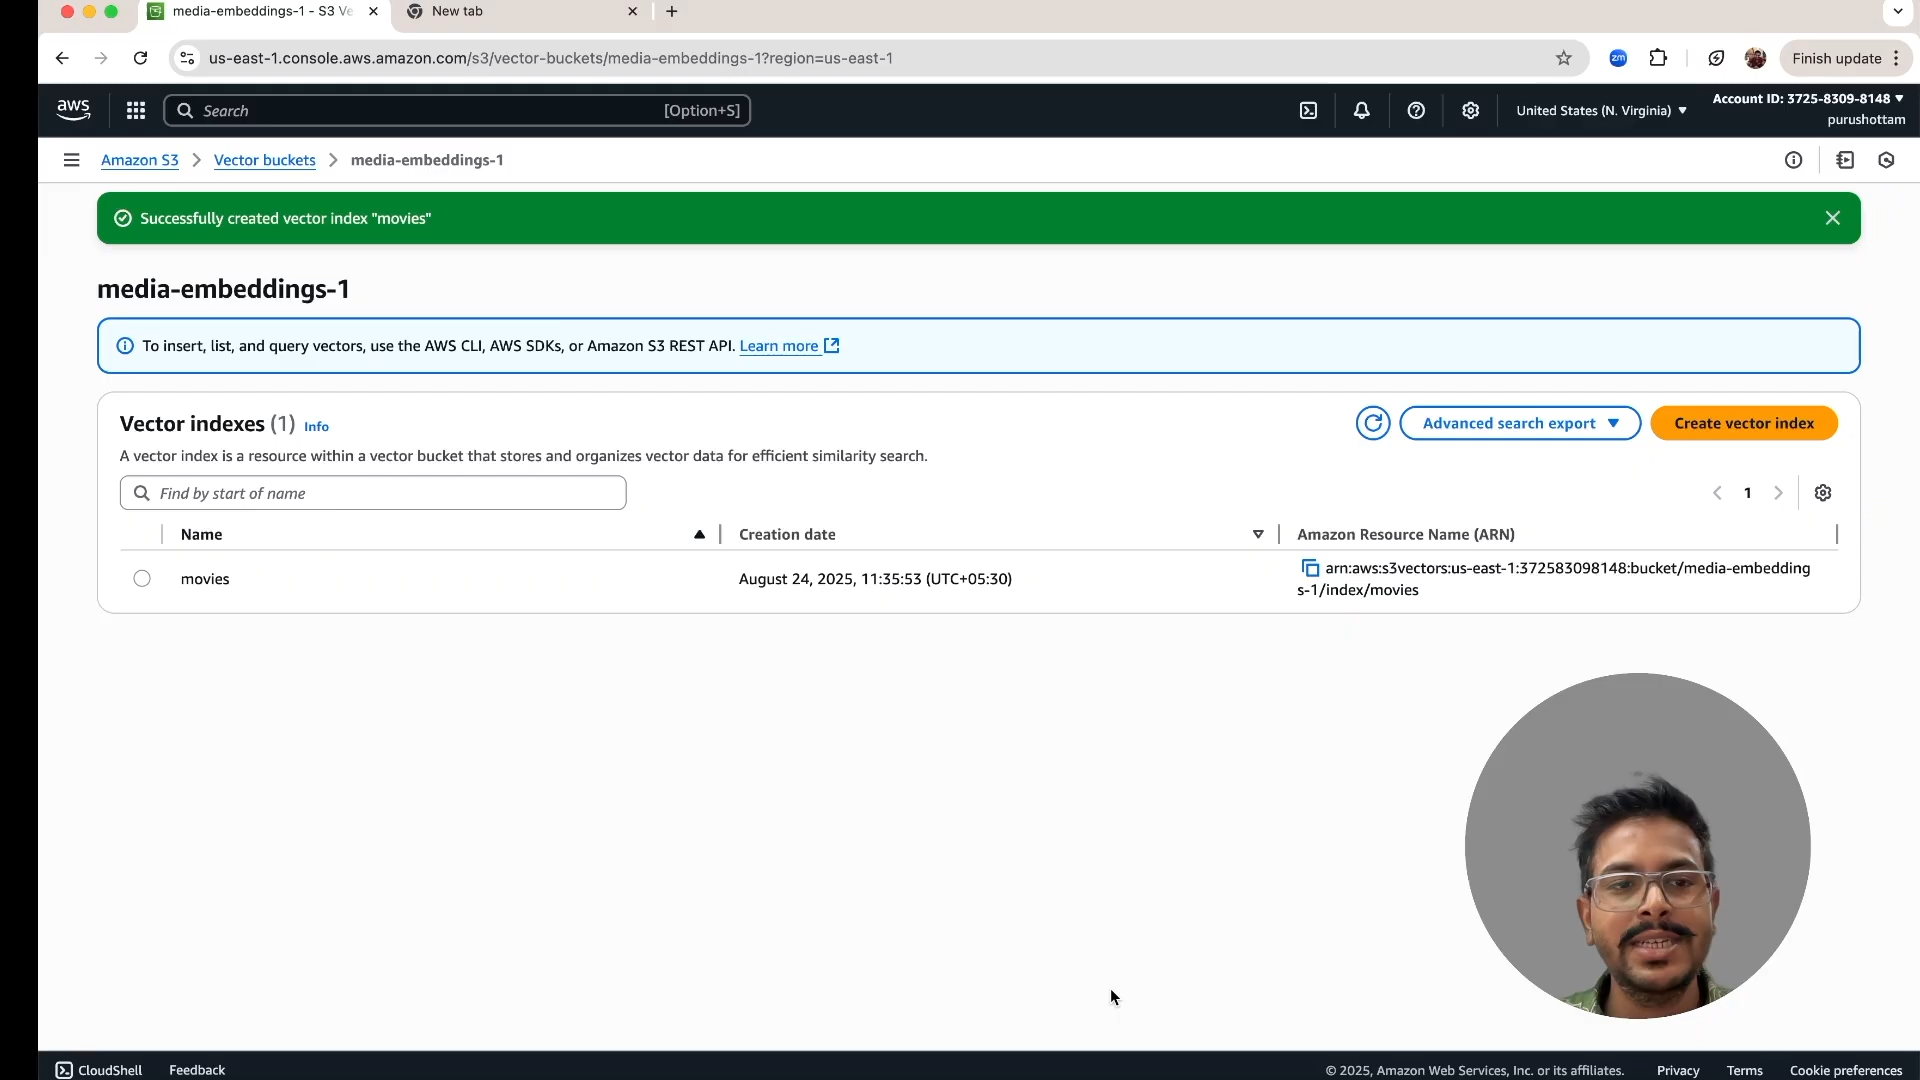 media-embeddings-1 - S3 Ve
New tab
us-east-1.console.aws.amazon.com/s3/vector-buckets/media-embeddings-1?region=us-east-1
zm
Finish update
aws
Search
[Option+S]
United States (N. Virginia)
Account ID: 3725-8309-8148
purushottam
Amazon S3
Vector buckets
media-embeddings-1
Successfully created vector index "movies"
media-embeddings-1
To insert, list, and query vectors, use the AWS CLI, AWS SDKs, or Amazon S3 REST API. Learn more
Vector indexes (1) Info
Advanced search export
Create vector index
A vector index is a resource within a vector bucket that stores and organizes vector data for efficient similarity search.
Find by start of name
1
Name
Creation date
Amazon Resource Name (ARN)
movies
August 24, 2025, 11:35:53 (UTC+05:30)
arn:aws:s3vectors:us-east-1:372583098148:bucket/media-embedding
s-1/index/movies
CloudShell
Feedback
© 2025, Amazon Web Services, Inc. or its affiliates.
Privacy
Terms
Cookie preferences